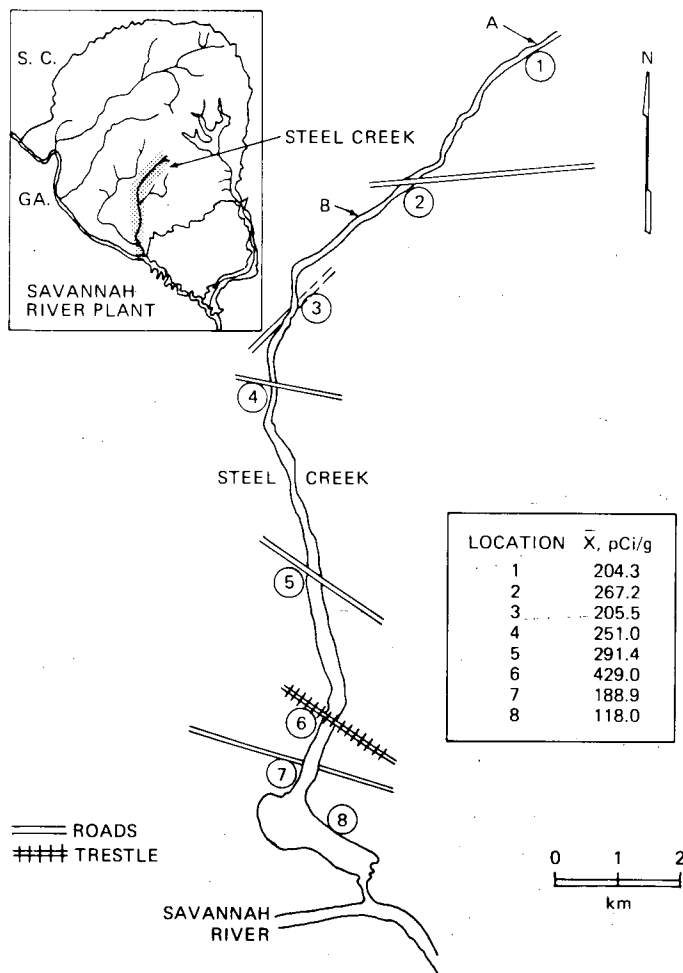 S. C.
STEEL CREEK
GA.
SAVANNAH
RIVER PLANT
A
1
N
2
B
3
4
STEEL CREEK
5
LOCATION X̄, pCi/g
1 204.3
2 267.2
3 205.5
4 251.0
5 291.4
6 429.0
7 188.9
8 118.0
6
7
8
ROADS
TRESTLE
0 1 2
km
SAVANNAH
RIVER